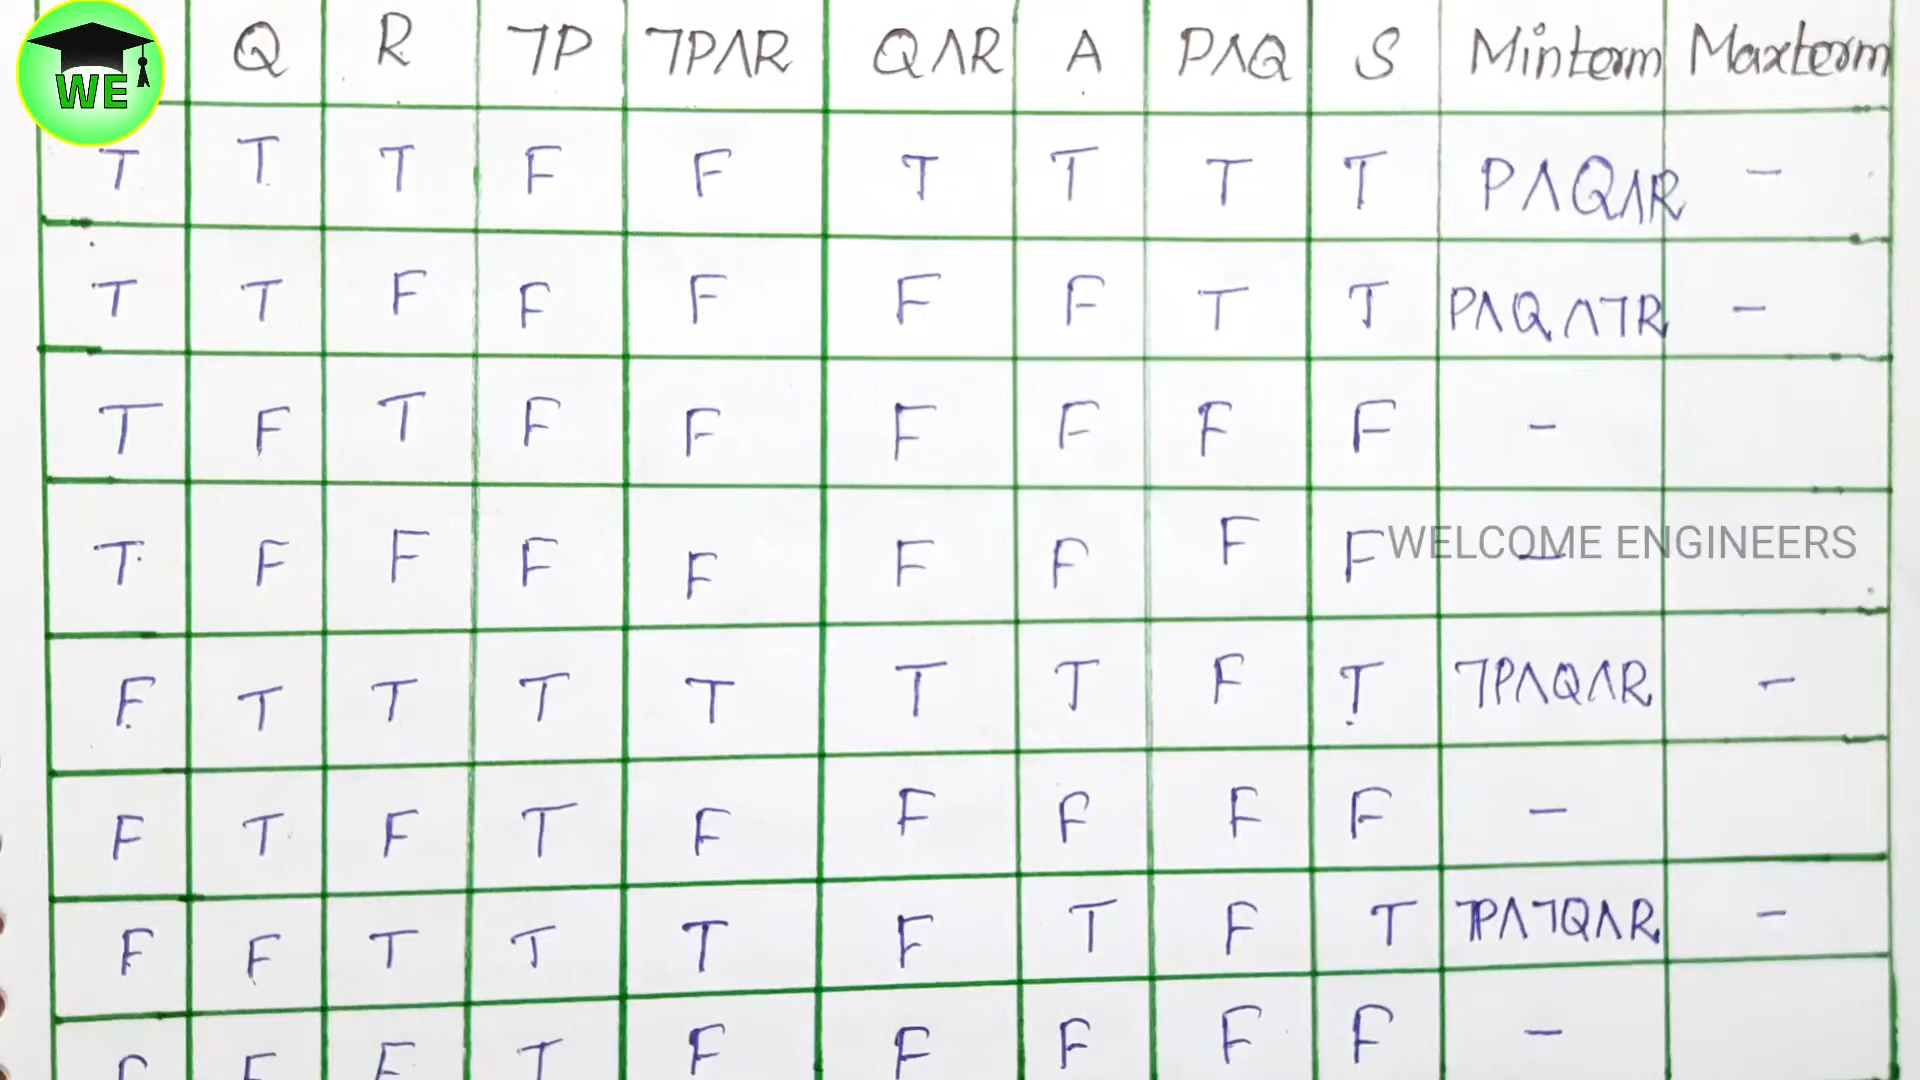 WE
Q R ¬P ¬P∧R Q∧R A P∧Q S Minterm Maxterm
T T T F F T T T T P∧Q∧R -
T T F F F F F T T P∧Q∧¬R -
T F T F F F F F F -
T F F F F F F F F -
WELCOME ENGINEERS
F T T T T T T F T ¬P∧Q∧R -
F T F T F F F F F -
F F T T T F T F T ¬P∧¬Q∧R -
F F F T F F F F F -